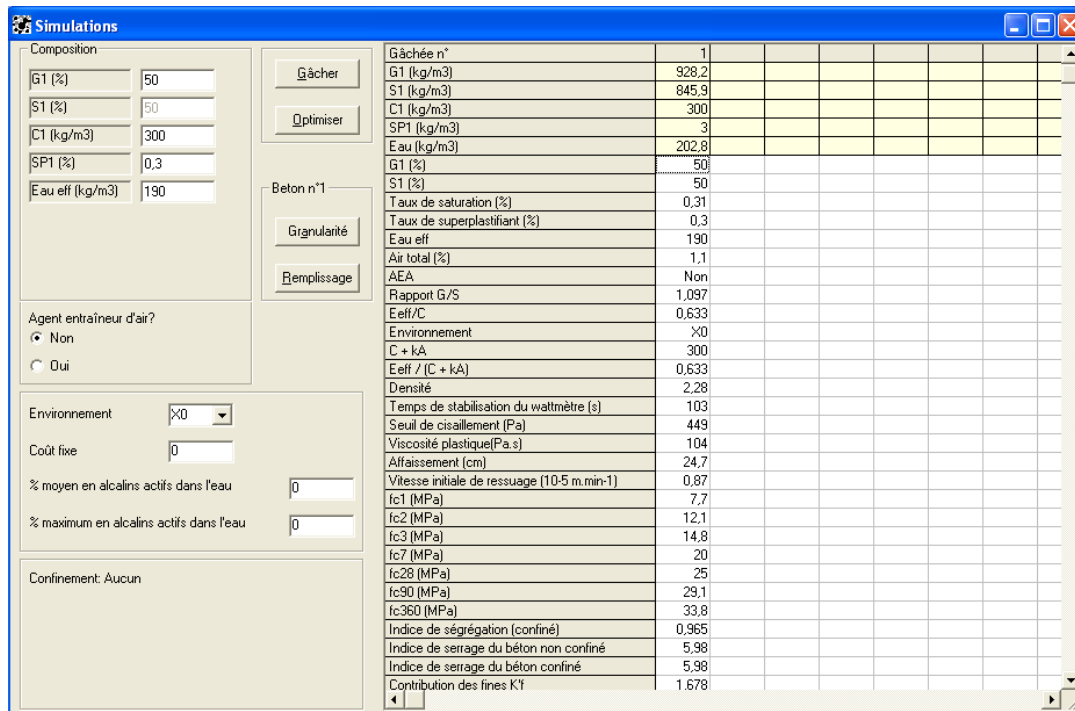 Simulations
Composition
G1 (%) 50
S1 (%) 50
C1 (kg/m3) 300
SP1 (%) 0,3
Eau eff (kg/m3) 190
Gâcher
Optimiser
Beton n°1
Granularité
Remplissage
Agent entraîneur d'air?
Non
Oui
Environnement X0
Coût fixe 0
% moyen en alcalins actifs dans l'eau 0
% maximum en alcalins actifs dans l'eau 0
Confinement: Aucun
Gâchée n° 1
G1 (kg/m3) 928,2
S1 (kg/m3) 845,9
C1 (kg/m3) 300
SP1 (kg/m3) 3
Eau (kg/m3) 202,8
G1 (%) 50
S1 (%) 50
Taux de saturation (%) 0,31
Taux de superplastifiant (%) 0,3
Eau eff 190
Air total (%) 1,1
AEA Non
Rapport G/S 1,097
Eeff/C 0,633
Environnement X0
C + kA 300
Eeff / (C + kA) 0,633
Densité 2,28
Temps de stabilisation du wattmètre (s) 103
Seuil de cisaillement (Pa) 449
Viscosité plastique(Pa.s) 104
Affaissement (cm) 24,7
Vitesse initiale de ressuage (10-5 m.min-1) 0,87
fc1 (MPa) 7,7
fc2 (MPa) 12,1
fc3 (MPa) 14,8
fc7 (MPa) 20
fc28 (MPa) 25
fc90 (MPa) 29,1
fc360 (MPa) 33,8
Indice de ségrégation (confiné) 0,965
Indice de serrage du béton non confiné 5,98
Indice de serrage du béton confiné 5,98
Contribution des fines K'f 1,678